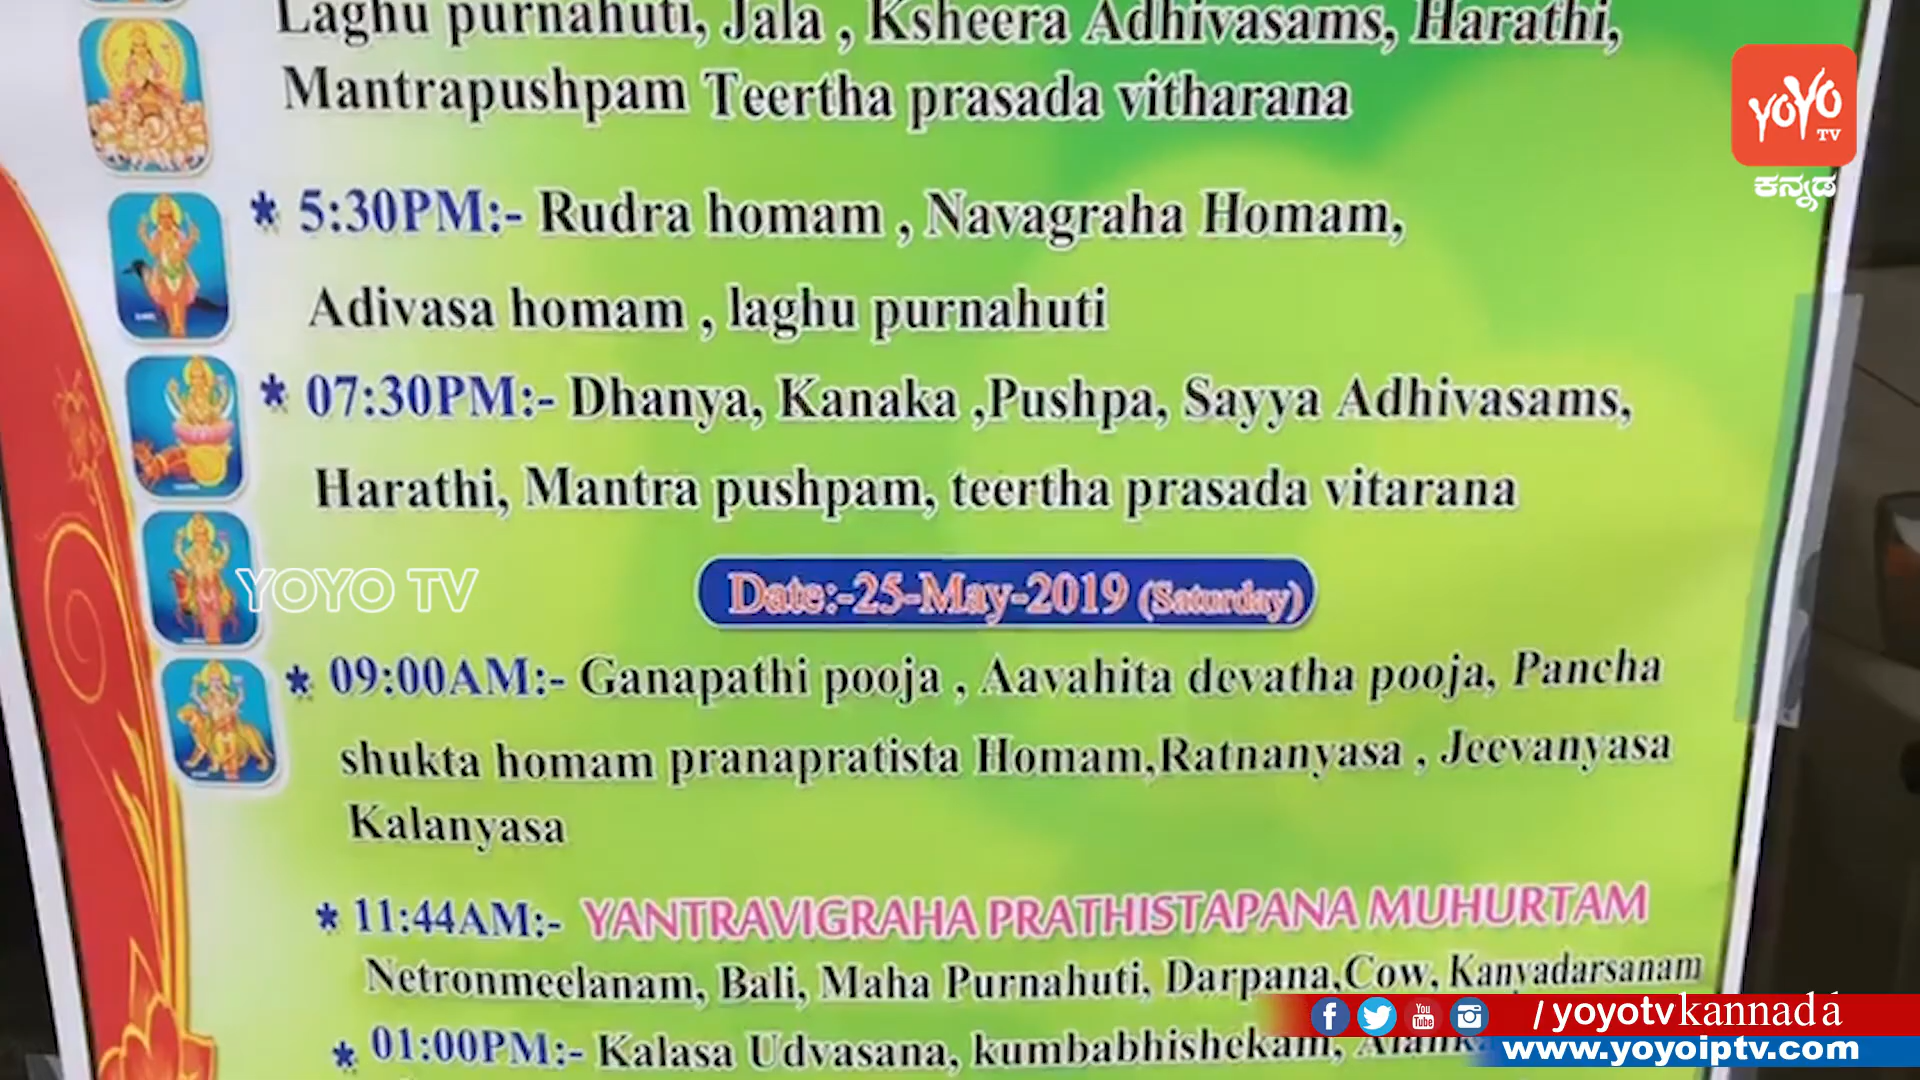 Laghu purnahuti, Jala , Ksheera Adhivasams, Harathi,
Mantrapushpam Teertha prasada vitharana
* 5:30PM:- Rudra homam , Navagraha Homam,
Adivasa homam , laghu purnahuti
* 07:30PM:- Dhanya, Kanaka ,Pushpa, Sayya Adhivasams,
Harathi, Mantra pushpam, teertha prasada vitarana
Date:-25-May-2019 (Saturday)
* 09:00AM:- Ganapathi pooja , Aavahita devatha pooja, Pancha
shukta homam pranapratista Homam,Ratnanyasa , Jeevanyasa
Kalanyasa
* 11:44AM:- YANTRAVIGRAHA PRATHISTAPANA MUHURTAM
Netronmeelanam, Bali, Maha Purnahuti, Darpana,Cow, Kanyadarsanam
* 01:00PM:- Kalasa Udvasana, kumbabhishekam,
YOYO TV
ಕನ್ನಡ
YOYO TV
You Tube
/yoyotvkannada
www.yoyoiptv.com